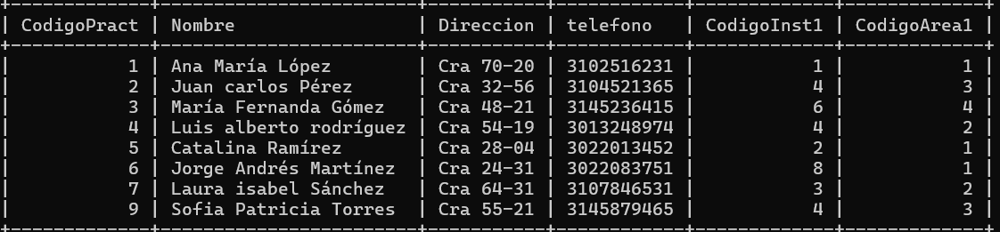 | CodigoPract | Nombre | Direccion | telefono | CodigoInst1 | CodigoArea1 |
| 1 | Ana María López | Cra 70-20 | 3102516231 | 1 | 1 |
| 2 | Juan carlos Pérez | Cra 32-56 | 3104521365 | 4 | 3 |
| 3 | María Fernanda Gómez | Cra 48-21 | 3145236415 | 6 | 4 |
| 4 | Luis alberto rodríguez | Cra 54-19 | 3013248974 | 4 | 2 |
| 5 | Catalina Ramírez | Cra 28-04 | 3022013452 | 2 | 1 |
| 6 | Jorge Andrés Martínez | Cra 24-31 | 3022083751 | 8 | 1 |
| 7 | Laura isabel Sánchez | Cra 64-31 | 3107846531 | 3 | 2 |
| 9 | Sofia Patricia Torres | Cra 55-21 | 3145879465 | 4 | 3 |